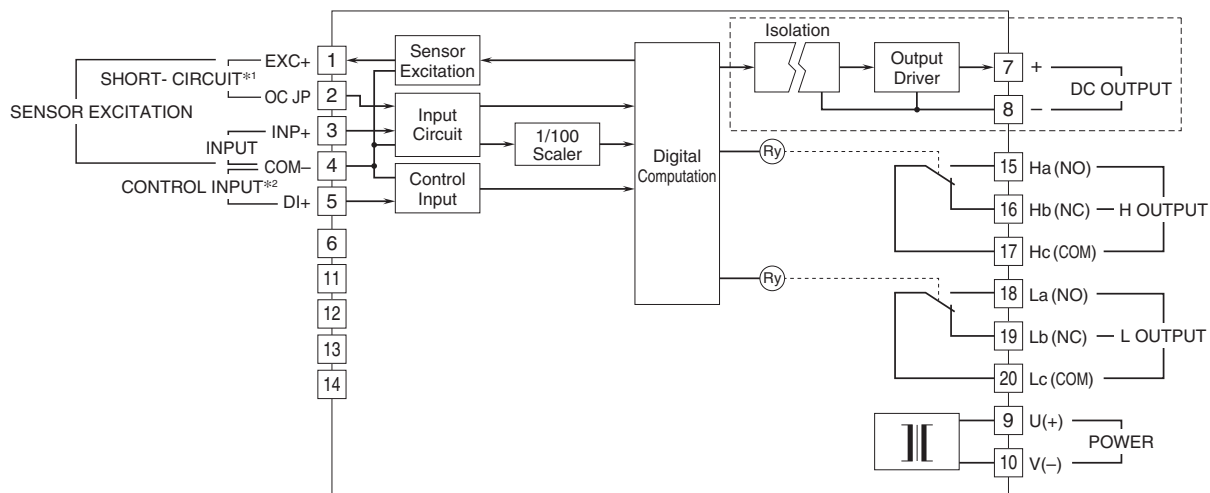 EXC+
1
SHORT- CIRCUIT*1
OC JP
2
SENSOR EXCITATION
INP+
3
INPUT
COM–
4
CONTROL INPUT*2
DI+
5
6
11
12
13
14
Sensor
Excitation
Input
Circuit
1/100
Scaler
Control
Input
Digital
Computation
Isolation
Output
Driver
7
+
DC OUTPUT
8
–
Ry
15
Ha (NO)
16
Hb (NC)
H OUTPUT
17
Hc (COM)
Ry
18
La (NO)
19
Lb (NC)
L OUTPUT
20
Lc (COM)
9
U(+)
POWER
10
V(–)